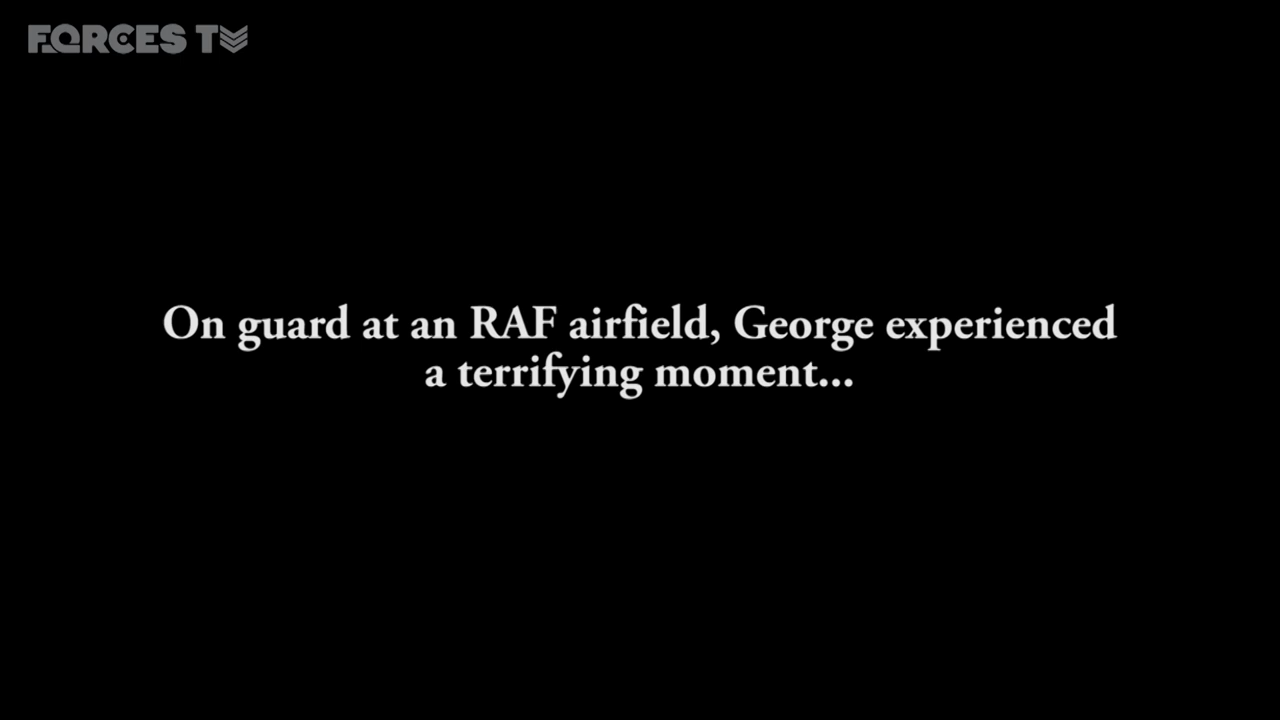 FORCES TV
On guard at an RAF airfield, George experienced
a terrifying moment...